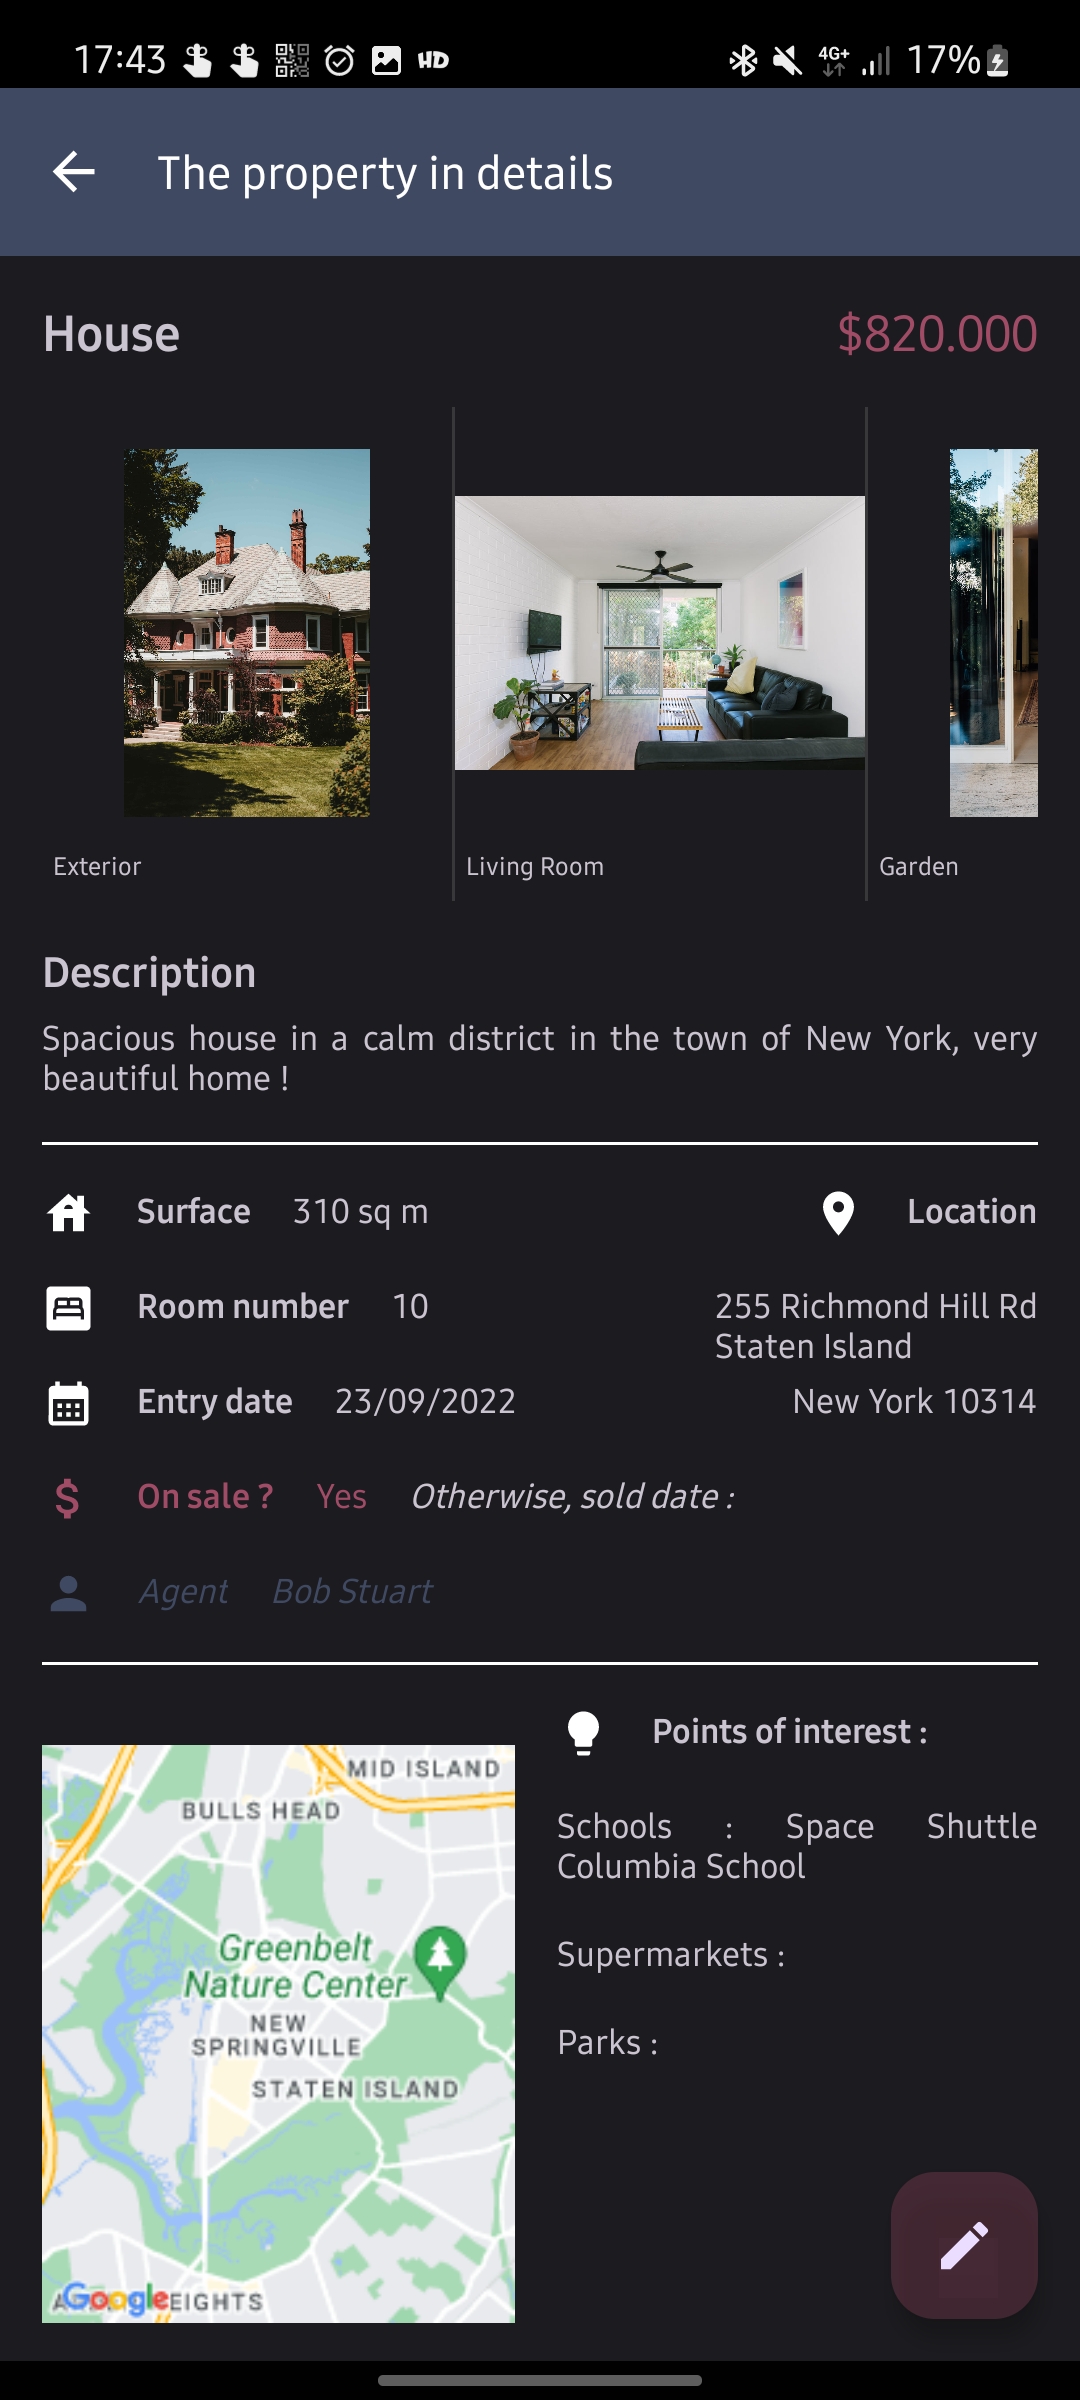 17:43 HD 4G+ 17%
The property in details
House $820.000
Exterior Living Room Garden
Description
Spacious house in a calm district in the town of New York, very
beautiful home !
Surface 310 sq m Location
Room number 10 255 Richmond Hill Rd
Staten Island
Entry date 23/09/2022 New York 10314
On sale ? Yes Otherwise, sold date :
Agent Bob Stuart
Points of interest :
Schools : Space Shuttle
Columbia School
Supermarkets :
Parks :
MID ISLAND
BULLS HEAD
Greenbelt
Nature Center
NEW
SPRINGVILLE
STATEN ISLAND
Google